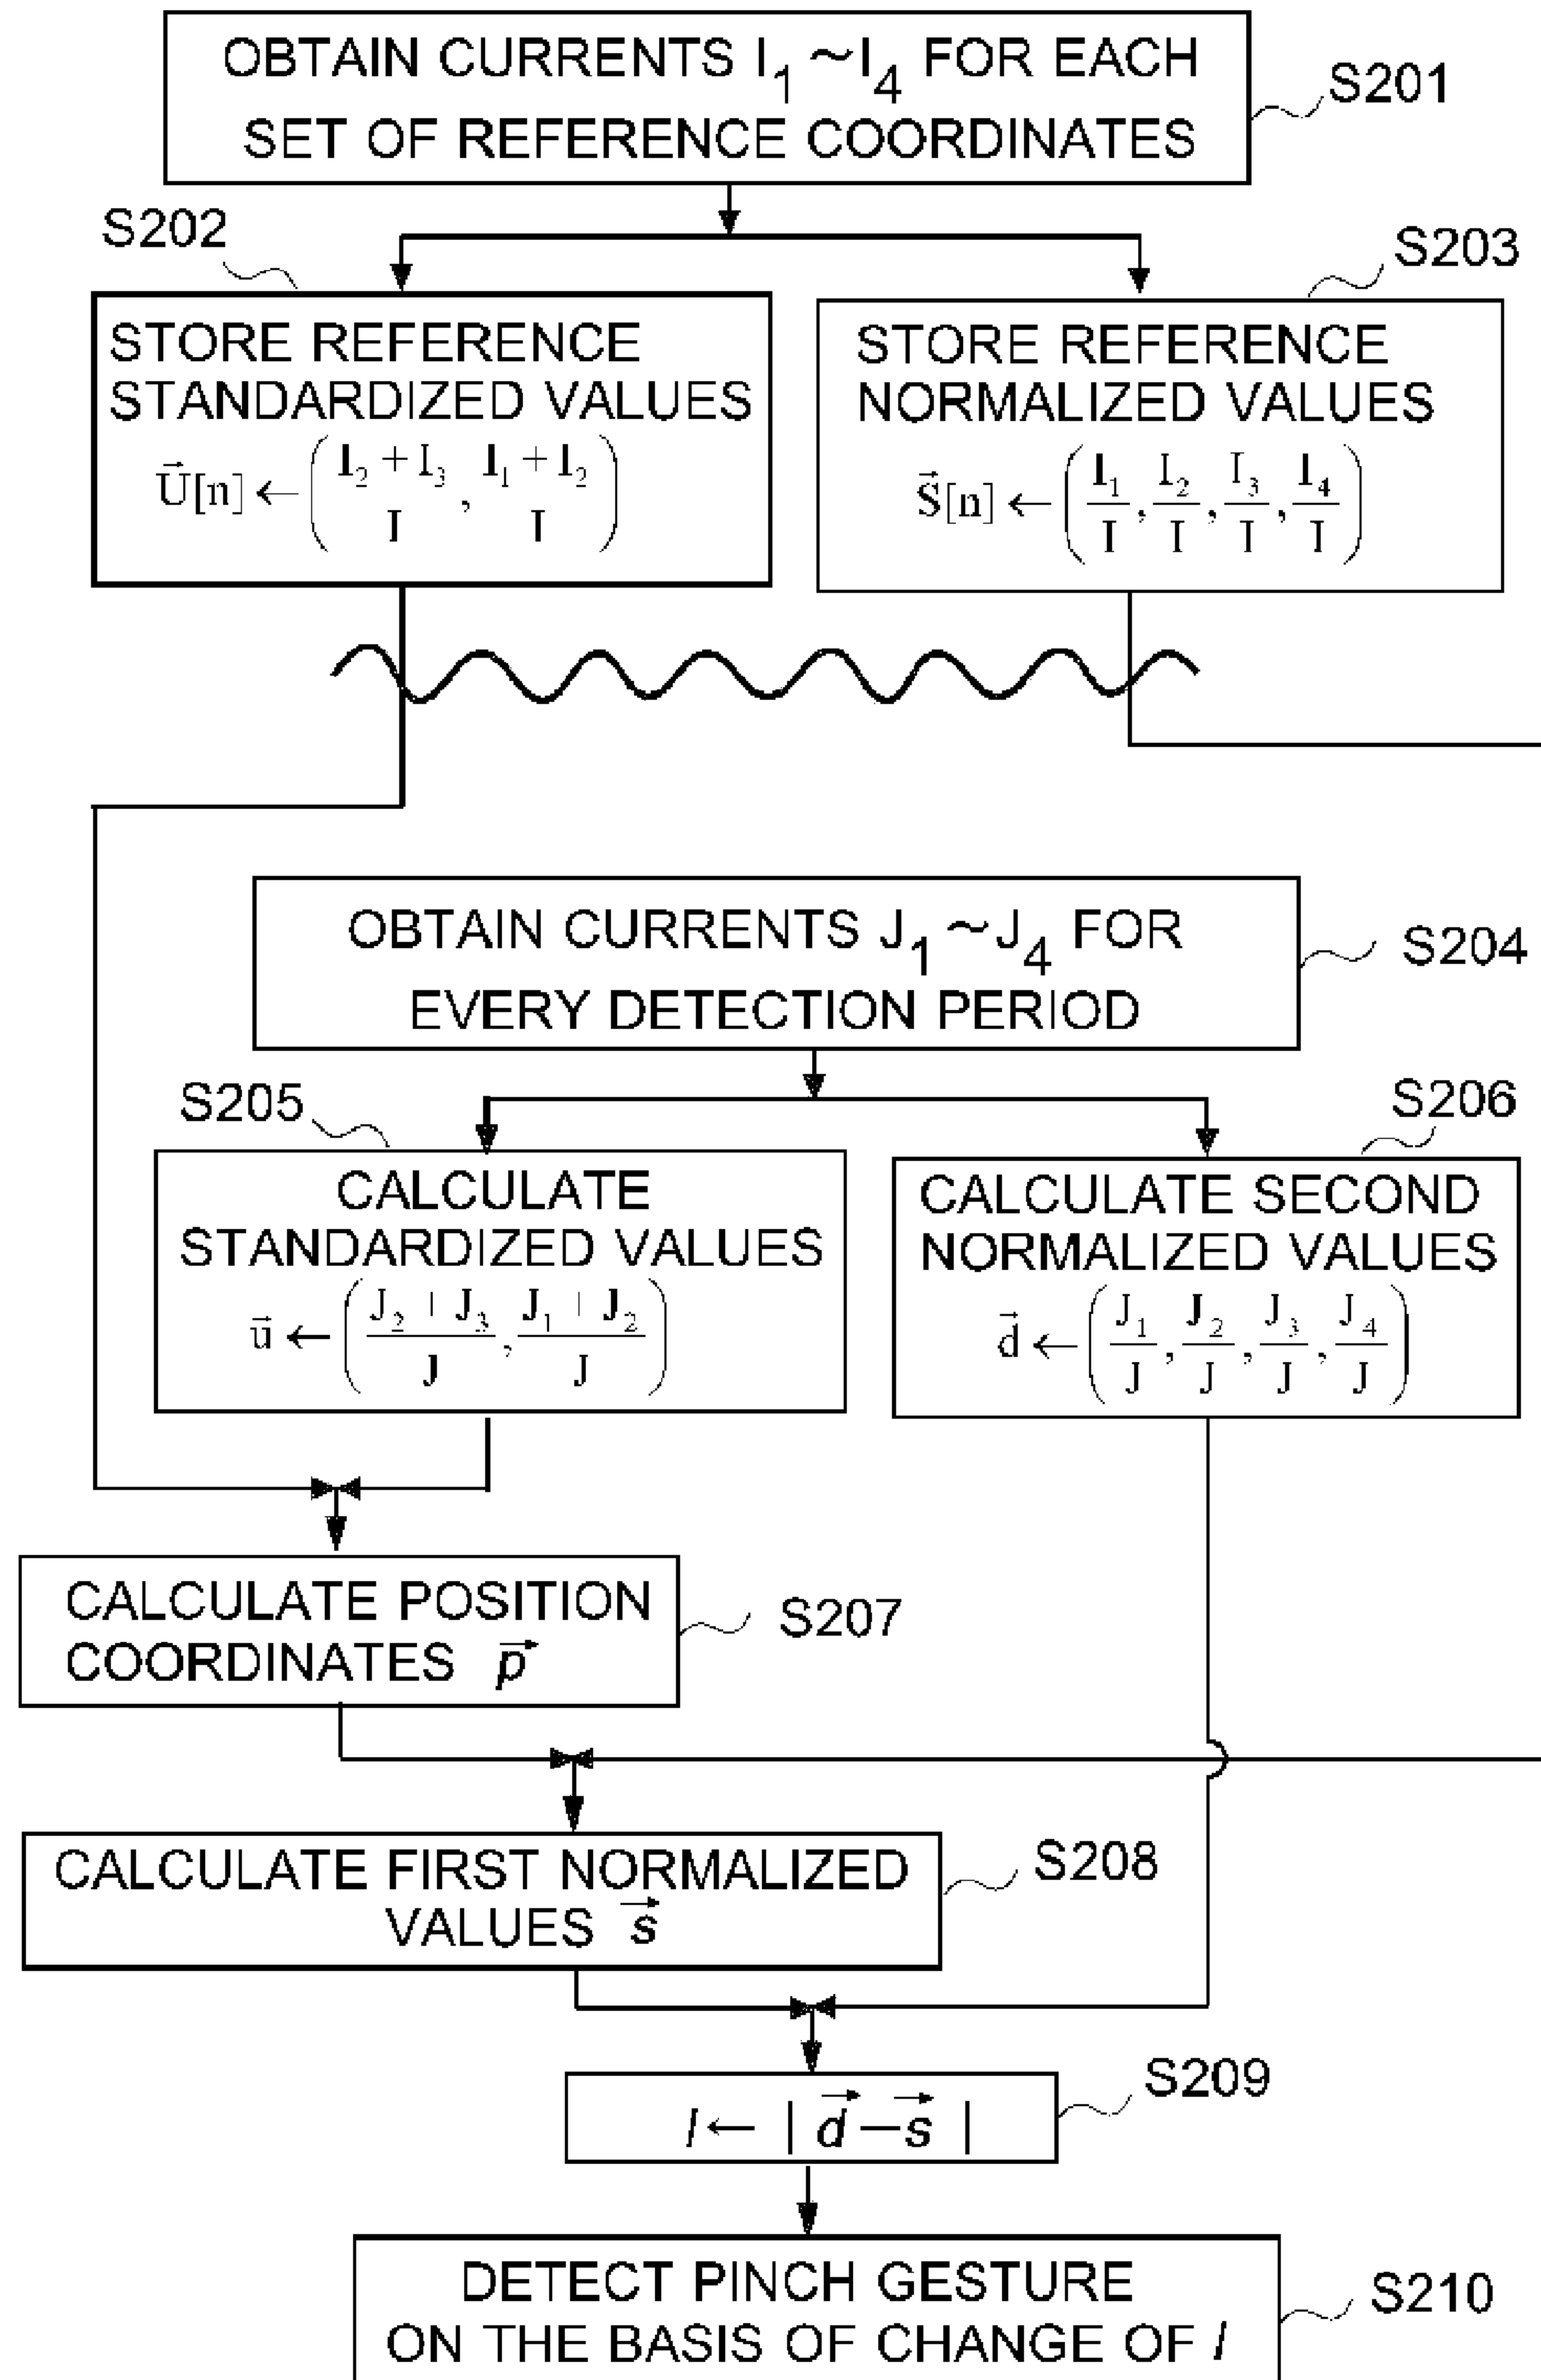 OBTAIN CURRENTS I₁ ~I₄ FOR EACH
SET OF REFERENCE COORDINATES
S201
S202
STORE REFERENCE
STANDARDIZED VALUES
U⃗[n] ← ( (I₂ + I₃)/I , (I₁ + I₂)/I )
S203
STORE REFERENCE
NORMALIZED VALUES
S⃗[n] ← ( I₁/I , I₂/I , I₃/I , I₄/I )
OBTAIN CURRENTS J₁ ~J₄ FOR
EVERY DETECTION PERIOD
S204
S205
CALCULATE
STANDARDIZED VALUES
u⃗ ← ( (J₂ + J₃)/J , (J₁ + J₂)/J )
S206
CALCULATE SECOND
NORMALIZED VALUES
d⃗ ← ( J₁/J , J₂/J , J₃/J , J₄/J )
CALCULATE POSITION
COORDINATES p⃗
S207
CALCULATE FIRST NORMALIZED
VALUES s⃗
S208
l ← | d⃗ – s⃗ |
S209
DETECT PINCH GESTURE
ON THE BASIS OF CHANGE OF l
S210